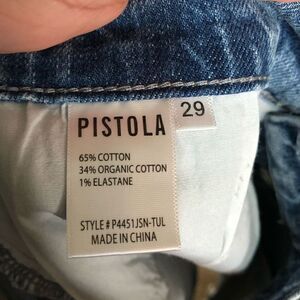 PISTOLA
29
65% COTTON
34% ORGANIC COTTON
1% ELASTANE
STYLE # P4451JSN-TUL
MADE IN CHINA